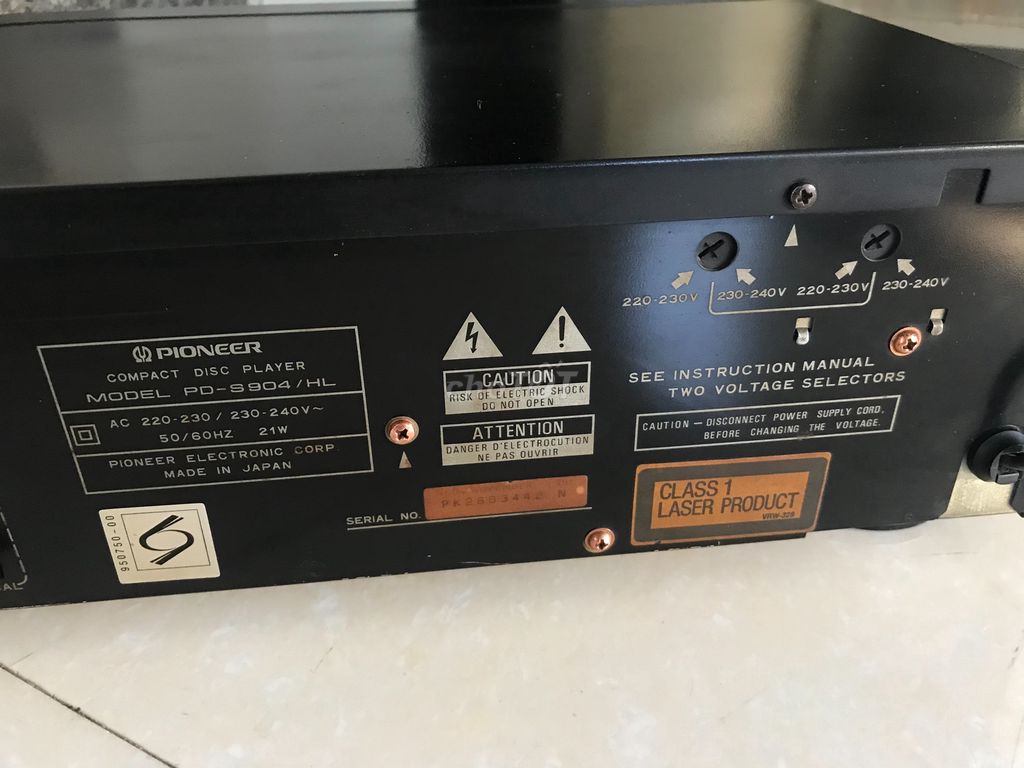 220-230V 230-240V 220-230V 230-240V
SEE INSTRUCTION MANUAL
TWO VOLTAGE SELECTORS
CAUTION — DISCONNECT POWER SUPPLY CORD.
BEFORE CHANGING THE VOLTAGE.
PIONEER
COMPACT DISC PLAYER
MODEL PD-S904/HL
AC 220-230 / 230-240V~
50/60HZ 21W
PIONEER ELECTRONIC CORP.
MADE IN JAPAN
CAUTION
RISK OF ELECTRIC SHOCK
DO NOT OPEN
ATTENTION
DANGER D'ELECTROCUTION
NE PAS OUVRIR
SERIAL NO.
N
CLASS 1
LASER PRODUCT
VRW-328
950750-00